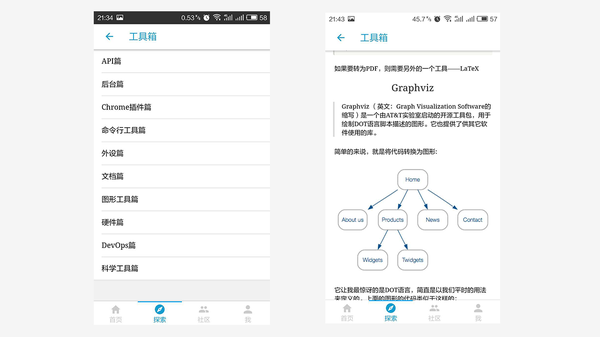 21:34
0.53% 58
工具箱
API篇
后台篇
Chrome插件篇
命令行工具篇
外设篇
文档篇
图形工具篇
硬件篇
DevOps篇
科学工具篇
首页 探索 社区 我
21:43
45.7% 57
工具箱
如果要转为PDF，则需要另外的一个工具——LaTeX
Graphviz
Graphviz （英文：Graph Visualization Software的
缩写）是一个由AT&T实验室启动的开源工具包，用于
绘制DOT语言脚本描述的图形。它也提供了供其它软
件使用的库。
简单的来说，就是将代码转换为图形:
Home
About us Products News Contact
Widgets Twidgets
它让我最惊讶的是DOT语言，简直是以我们平时的用法
来定义的，上面的图形的代码类似于这样的：
首页 探索 社区 我